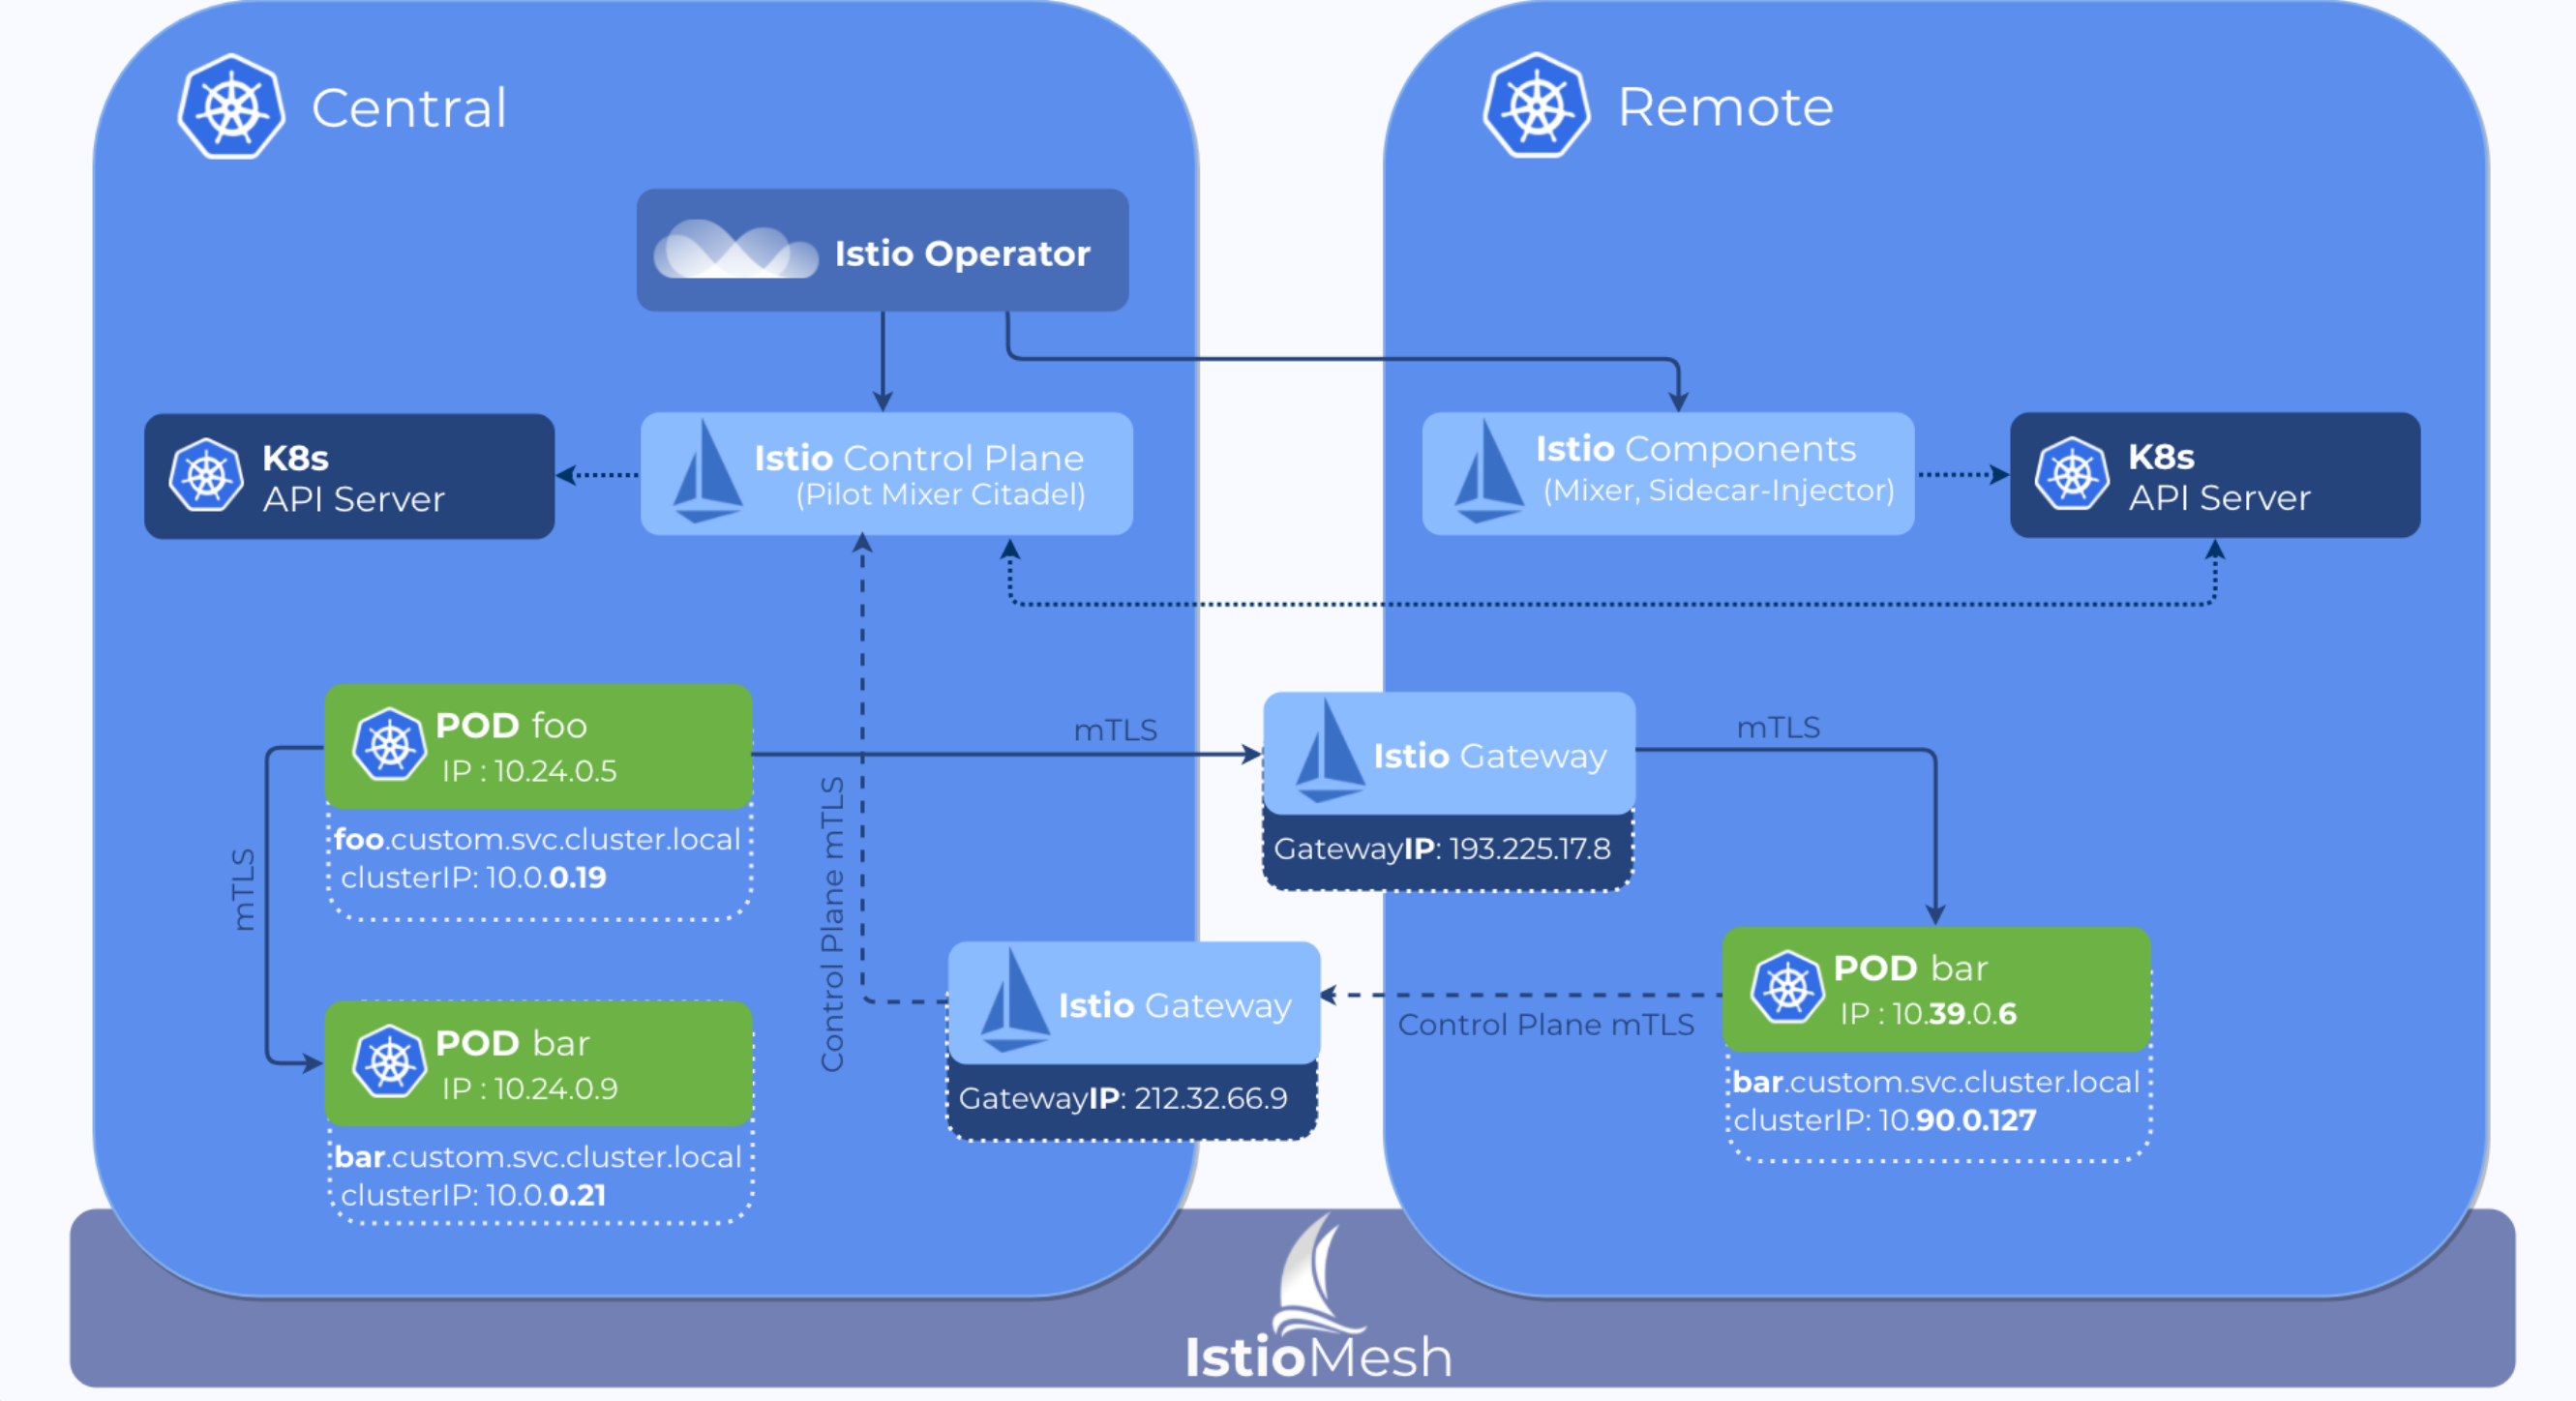 Central
Remote
Istio Operator
K8s
API Server
Istio Control Plane
(Pilot Mixer Citadel)
Istio Components
(Mixer, Sidecar-Injector)
K8s
API Server
POD foo
IP : 10.24.0.5
foo.custom.svc.cluster.local
clusterIP: 10.0.0.19
mTLS
mTLS
Control Plane mTLS
Istio Gateway
GatewayIP: 193.225.17.8
mTLS
POD bar
IP : 10.24.0.9
bar.custom.svc.cluster.local
clusterIP: 10.0.0.21
Istio Gateway
GatewayIP: 212.32.66.9
Control Plane mTLS
POD bar
IP : 10.39.0.6
bar.custom.svc.cluster.local
clusterIP: 10.90.0.127
IstioMesh